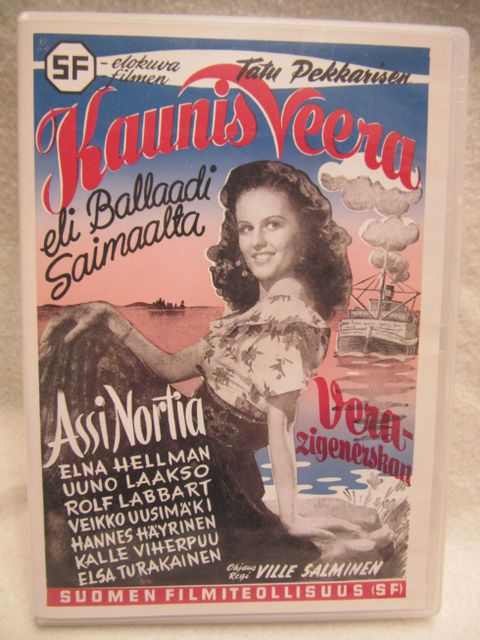 SF
- elokuva
filmen
Tatu Pekkarisen
Kaunis Veera
eli Ballaadi
Saimaalta
Assi Nortia
ELNA HELLMAN
UUNO LAAKSO
ROLF LABBART
VEIKKO UUSIMÄKI
HANNES HÄYRINEN
KALLE VIHERPUU
ELSA TURAKAINEN
Vera-
zigenerskan
Ohjaus
Regi VILLE SALMINEN
SUOMEN FILMITEOLLISUUS (SF)